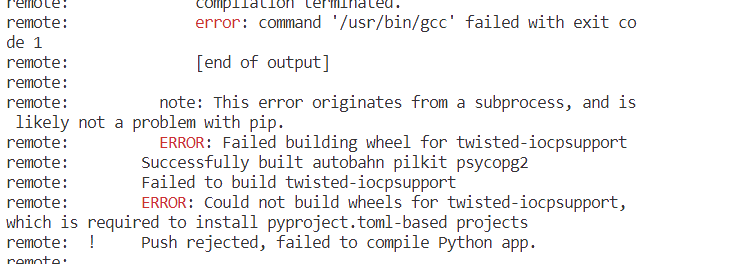 remote: compilation terminated.
remote: error: command '/usr/bin/gcc' failed with exit co
de 1
remote: [end of output]
remote:
remote: note: This error originates from a subprocess, and is
 likely not a problem with pip.
remote: ERROR: Failed building wheel for twisted-iocpsupport
remote: Successfully built autobahn pilkit psycopg2
remote: Failed to build twisted-iocpsupport
remote: ERROR: Could not build wheels for twisted-iocpsupport,
which is required to install pyproject.toml-based projects
remote: ! Push rejected, failed to compile Python app.
remote: